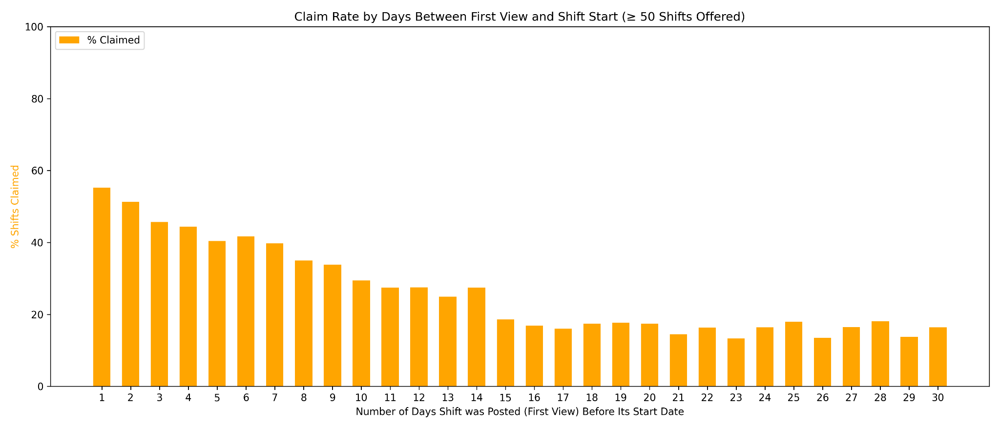 Claim Rate by Days Between First View and Shift Start (≥ 50 Shifts Offered)
100
80
60
40
20
0
% Claimed
% Shifts Claimed
1 2 3 4 5 6 7 8 9 10 11 12 13 14 15 16 17 18 19 20 21 22 23 24 25 26 27 28 29 30
Number of Days Shift was Posted (First View) Before Its Start Date